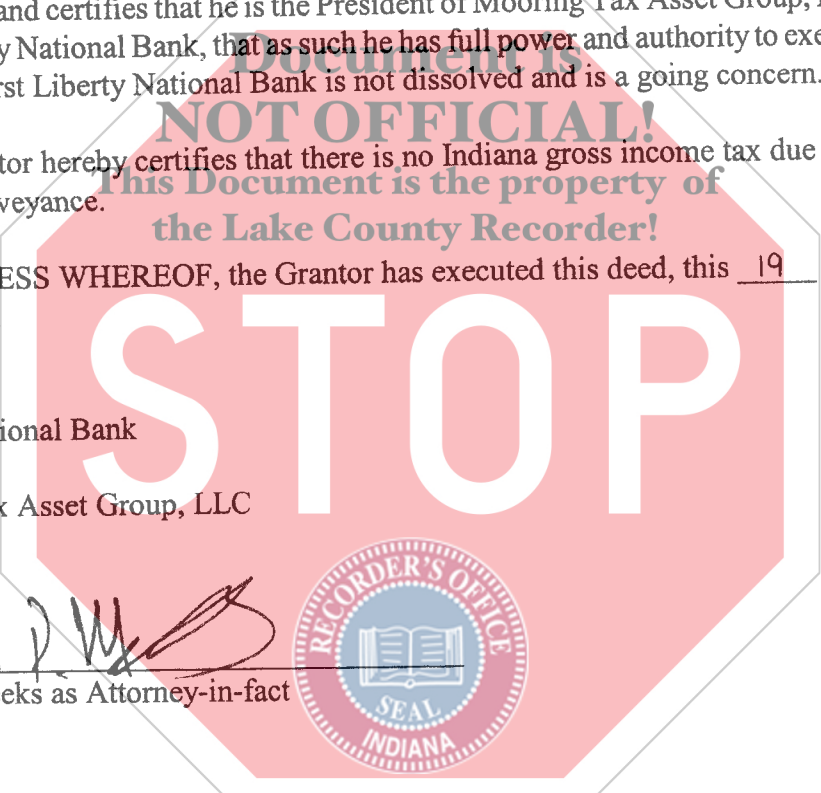 and certifies that he is the President of Mooring Tax Asset Group,
y National Bank, that as such he has full power and authority to exe
Document is
rst Liberty National Bank is not dissolved and is a going concern.
NOT OFFICIAL!
tor hereby certifies that there is no Indiana gross income tax due
This Document is the property of
veyance.
the Lake County Recorder!
ESS WHEREOF, the Grantor has executed this deed, this 19
STOP
ional Bank
x Asset Group, LLC
RECORDER'S OFFICE
SEAL
INDIANA
eks as Attorney-in-fact